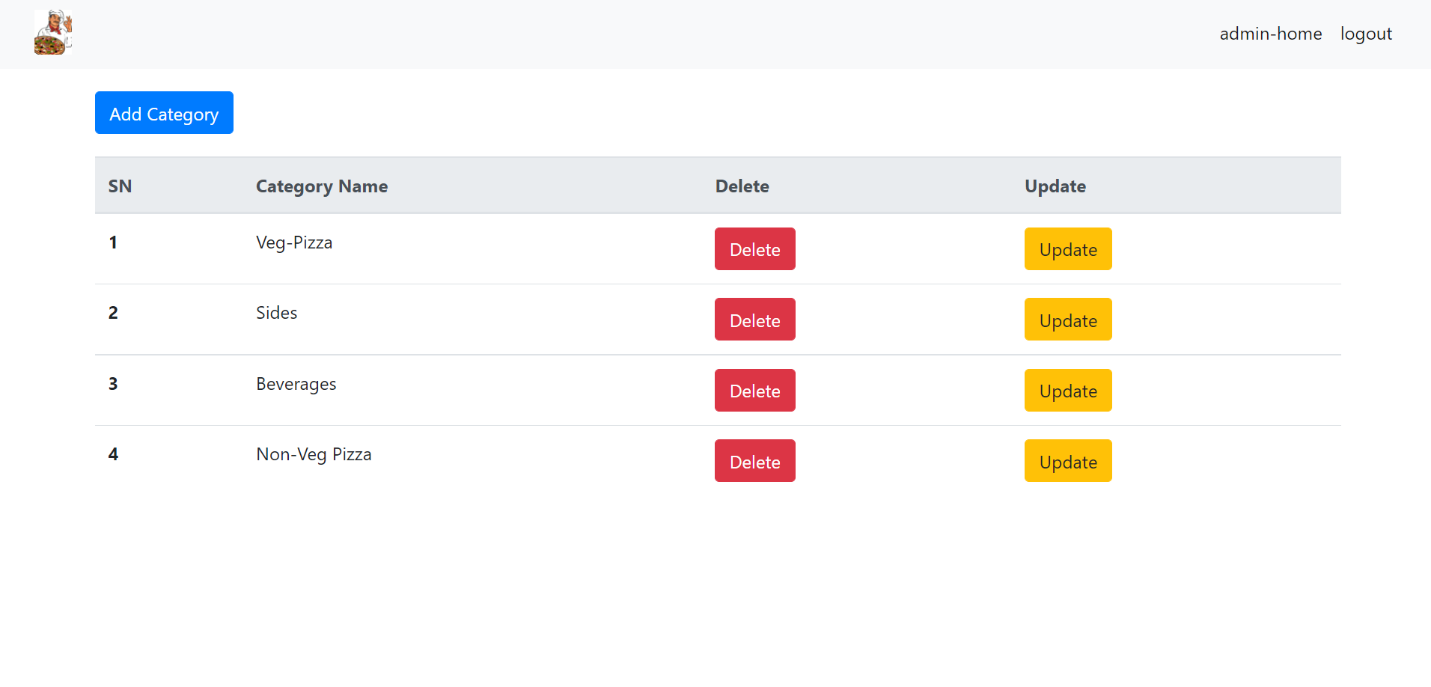 admin-home logout
Add Category
SN Category Name Delete Update
1 Veg-Pizza Delete Update
2 Sides Delete Update
3 Beverages Delete Update
4 Non-Veg Pizza Delete Update